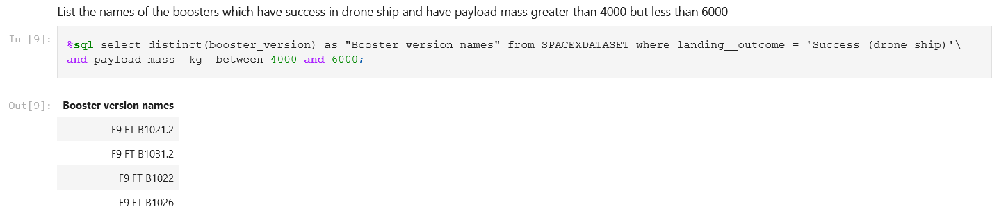 List the names of the boosters which have success in drone ship and have payload mass greater than 4000 but less than 6000
In [9]:
%sql select distinct(booster_version) as "Booster version names" from SPACEXDATASET where landing__outcome = 'Success (drone ship)'\
and payload_mass__kg_ between 4000 and 6000;
Out[9]:
Booster version names
F9 FT B1021.2
F9 FT B1031.2
F9 FT B1022
F9 FT B1026